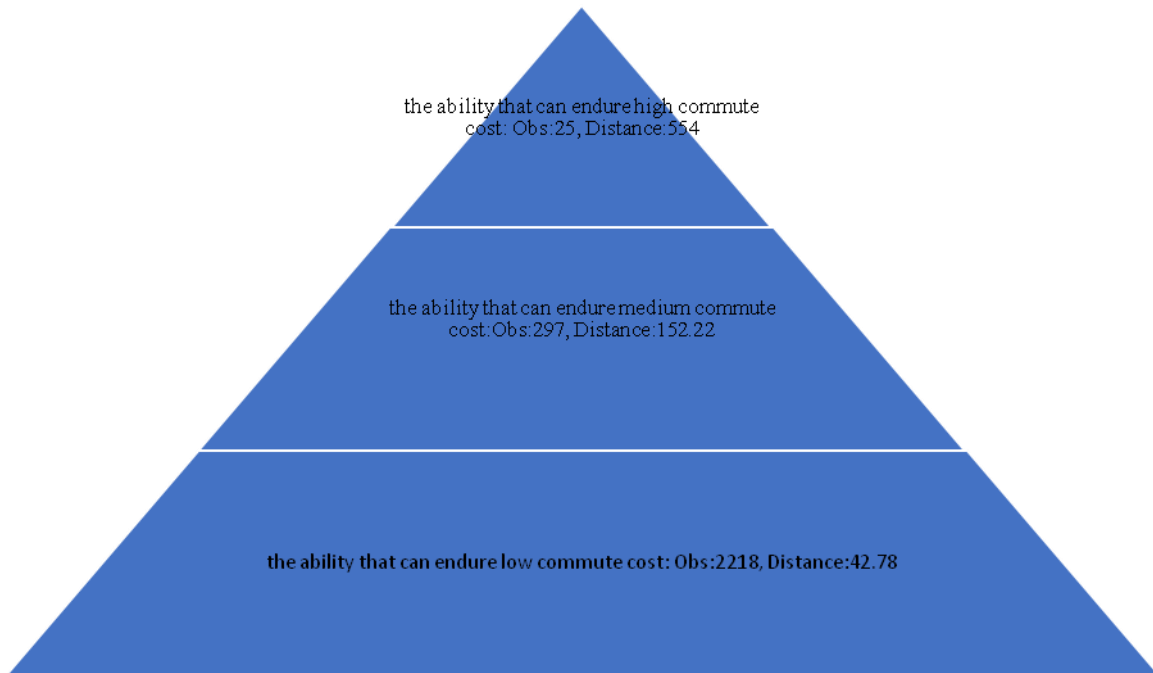 the ability that can endure high commute
cost: Obs:25, Distance:554
the ability that can endure medium commute
cost:Obs:297, Distance:152.22
the ability that can endure low commute cost: Obs:2218, Distance:42.78